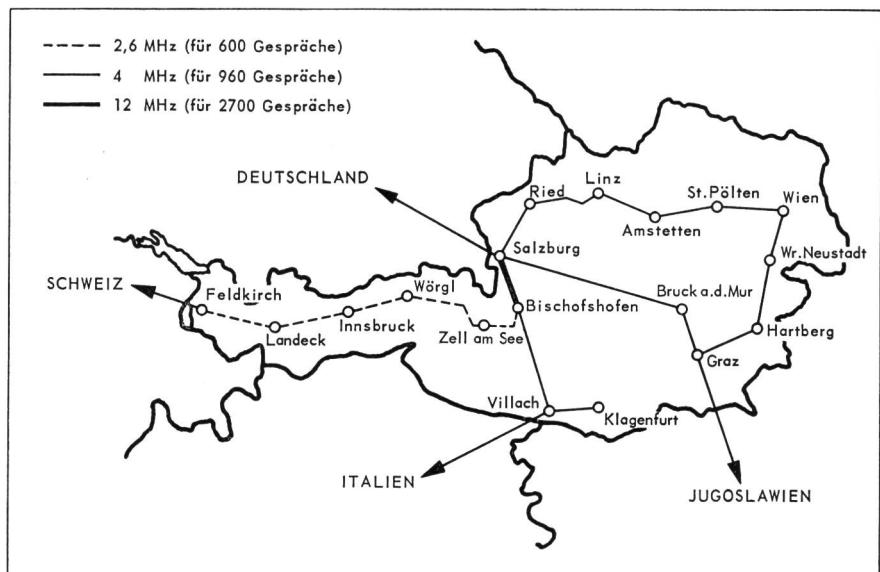 2,6 MHz (für 600 Gespräche)
4 MHz (für 960 Gespräche)
12 MHz (für 2700 Gespräche)
DEUTSCHLAND
Ried
Linz
St. Pölten
Wien
Amstetten
Salzburg
Wr. Neustadt
SCHWEIZ
Feldkirch
Wörgl
Bischofshofen
Bruck a.d. Mur
Landeck
Innsbruck
Zell am See
Hartberg
Graz
Villach
Klagenfurt
ITALIEN
JUGOSLAWIEN